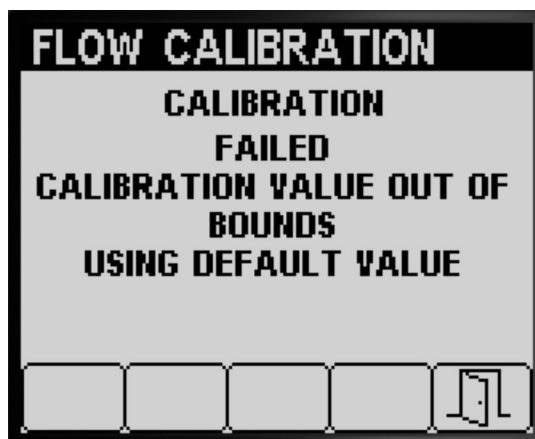 FLOW CALIBRATION
CALIBRATION
FAILED
CALIBRATION VALUE OUT OF
BOUNDS
USING DEFAULT VALUE